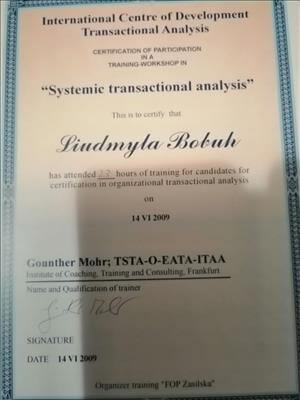 International Centre of Development
Transactional Analysis
CERTIFICATION OF PARTICIPATION
IN A
TRAINING-WORKSHOP IN
"Systemic transactional analysis"
This is to certify that
Liudmyla Bobuh
has attended hours of training for candidates for
certification in organizational transactional analysis
on
14 VI 2009
Gounther Mohr; TSTA-O-EATA-ITAA
Institute of Coaching, Training and Consulting, Frankfurt
Name and Qualification of trainer
SIGNATURE
DATE 14 VI 2009
Organizer training "FOP Zanilska"